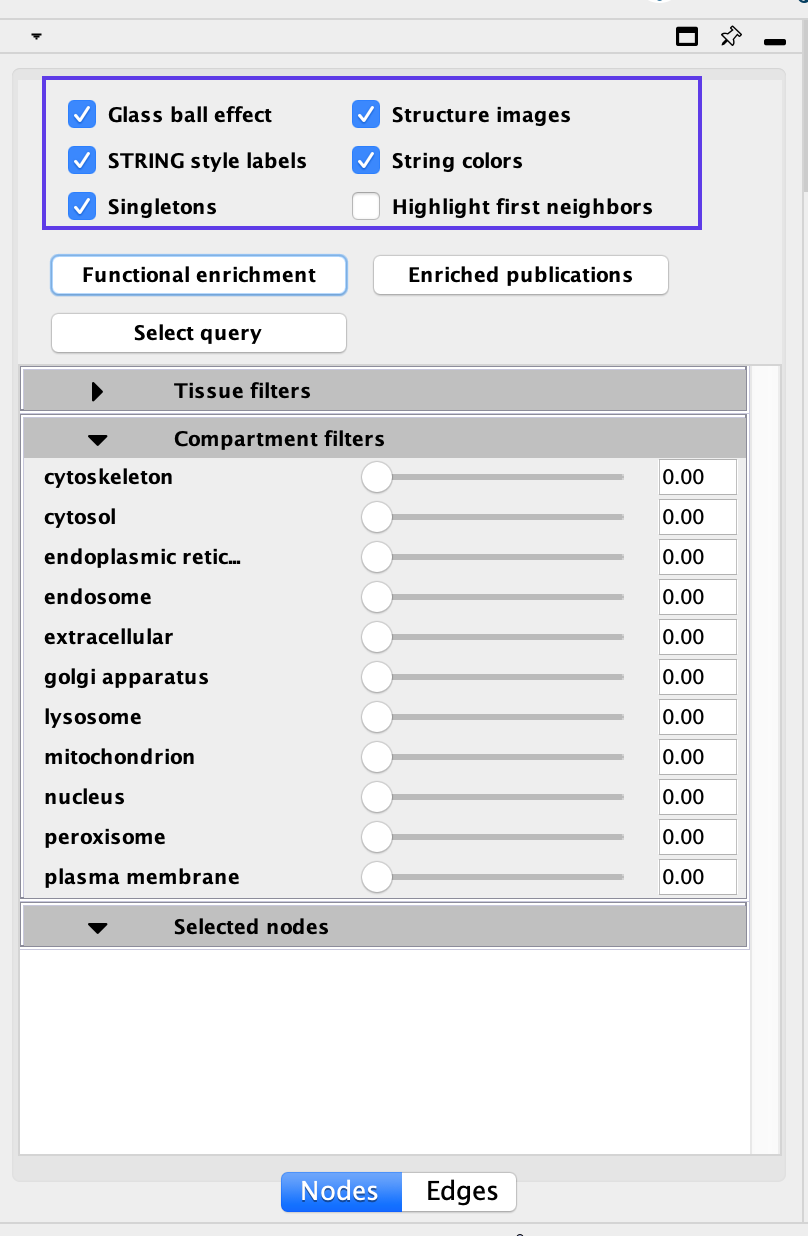 Glass ball effect Structure images
STRING style labels String colors
Singletons Highlight first neighbors
Functional enrichment Enriched publications
Select query
Tissue filters
Compartment filters
cytoskeleton 0.00
cytosol 0.00
endoplasmic retic... 0.00
endosome 0.00
extracellular 0.00
golgi apparatus 0.00
lysosome 0.00
mitochondrion 0.00
nucleus 0.00
peroxisome 0.00
plasma membrane 0.00
Selected nodes
Nodes Edges